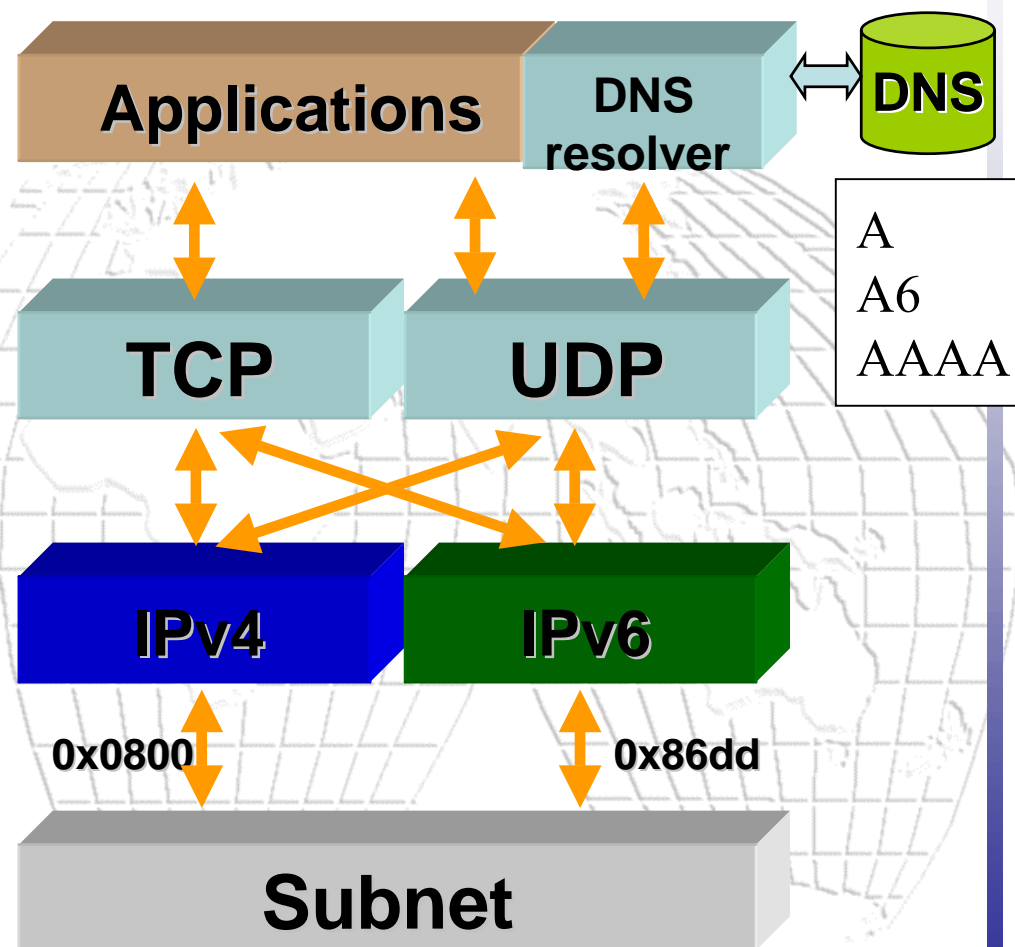 Applications
DNS
resolver
DNS
A
A6
AAAA
TCP
UDP
IPv4
IPv6
0x0800
0x86dd
Subnet